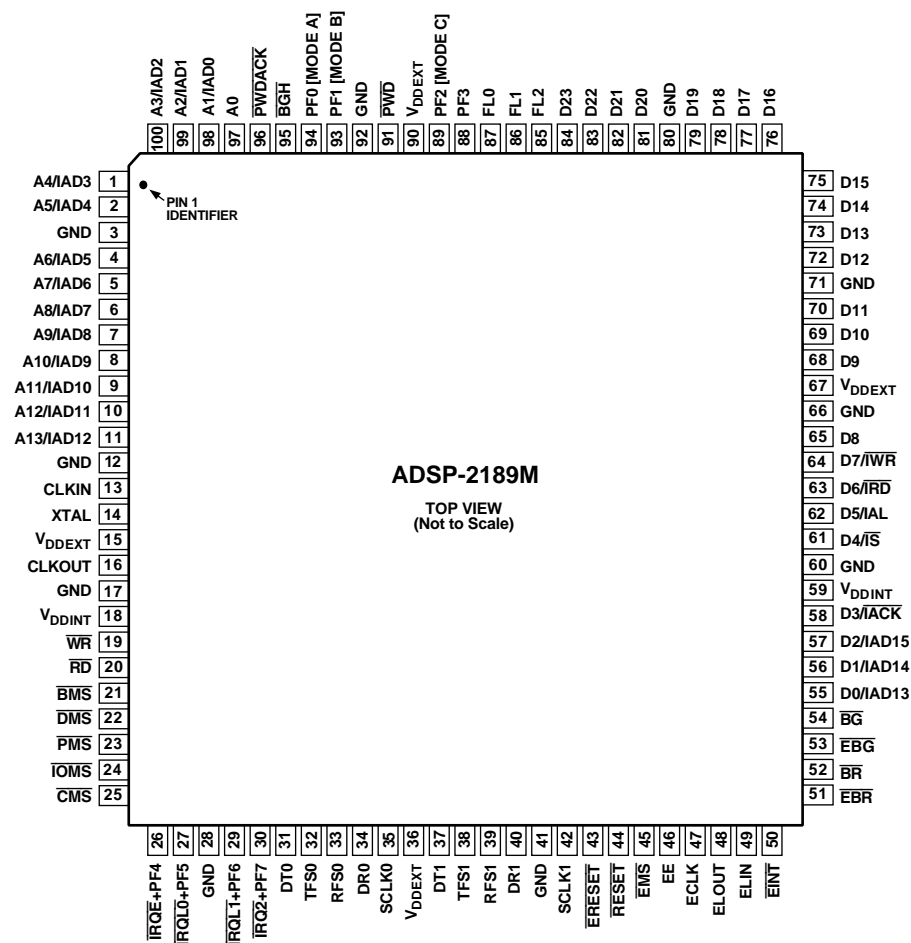 A3/IAD2
A2/IAD1
A1/IAD0
A0
PWDACK
BGH
PF0 [MODE A]
PF1 [MODE B]
GND
PWD
VDDEXT
PF2 [MODE C]
PF3
FL0
FL1
FL2
D23
D22
D21
D20
GND
D19
D18
D17
D16
100
99
98
97
96
95
94
93
92
91
90
89
88
87
86
85
84
83
82
81
80
79
78
77
76
A4/IAD3 1
A5/IAD4 2
GND 3
A6/IAD5 4
A7/IAD6 5
A8/IAD7 6
A9/IAD8 7
A10/IAD9 8
A11/IAD10 9
A12/IAD11 10
A13/IAD12 11
GND 12
CLKIN 13
XTAL 14
VDDEXT 15
CLKOUT 16
GND 17
VDDINT 18
WR 19
RD 20
BMS 21
DMS 22
PMS 23
IOMS 24
CMS 25
PIN 1
IDENTIFIER
ADSP-2189M
TOP VIEW
(Not to Scale)
75 D15
74 D14
73 D13
72 D12
71 GND
70 D11
69 D10
68 D9
67 VDDEXT
66 GND
65 D8
64 D7/IWR
63 D6/IRD
62 D5/IAL
61 D4/IS
60 GND
59 VDDINT
58 D3/IACK
57 D2/IAD15
56 D1/IAD14
55 D0/IAD13
54 BG
53 EBG
52 BR
51 EBR
26
27
28
29
30
31
32
33
34
35
36
37
38
39
40
41
42
43
44
45
46
47
48
49
50
IRQE+PF4
IRQL0+PF5
GND
IRQL1+PF6
IRQ2+PF7
DT0
TFS0
RFS0
DR0
SCLK0
VDDEXT
DT1
TFS1
RFS1
DR1
GND
SCLK1
ERESET
RESET
EMS
EE
ECLK
ELOUT
ELIN
EINT